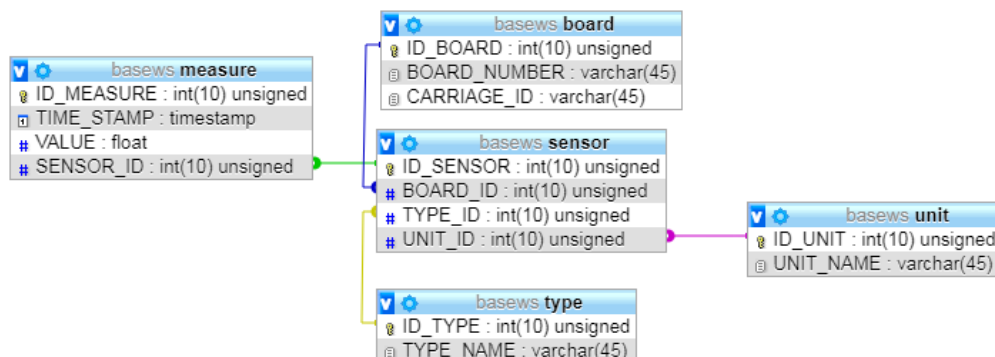 basews measure
ID_MEASURE : int(10) unsigned
TIME_STAMP : timestamp
VALUE : float
SENSOR_ID : int(10) unsigned
basews board
ID_BOARD : int(10) unsigned
BOARD_NUMBER : varchar(45)
CARRIAGE_ID : varchar(45)
basews sensor
ID_SENSOR : int(10) unsigned
BOARD_ID : int(10) unsigned
TYPE_ID : int(10) unsigned
UNIT_ID : int(10) unsigned
basews type
ID_TYPE : int(10) unsigned
TYPE_NAME : varchar(45)
basews unit
ID_UNIT : int(10) unsigned
UNIT_NAME : varchar(45)